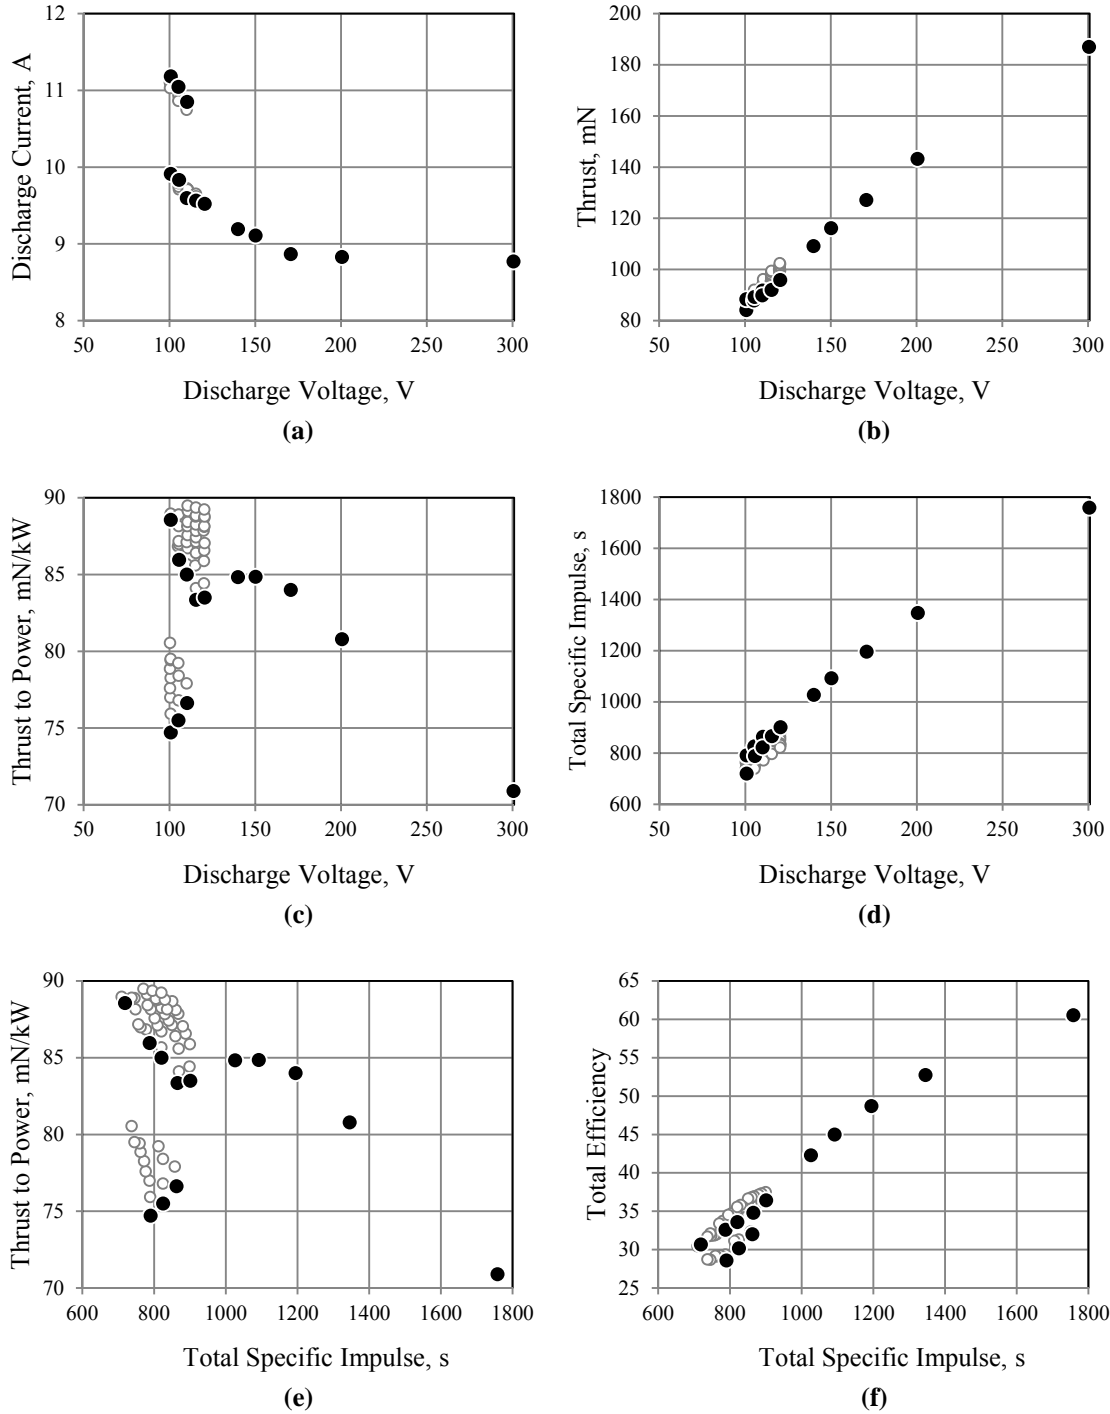 12
11
10
9
8
Discharge Current, A
50 100 150 200 250 300
Discharge Voltage, V
(a)
200
180
160
140
120
100
80
Thrust, mN
50 100 150 200 250 300
Discharge Voltage, V
(b)
90
85
80
75
70
Thrust to Power, mN/kW
50 100 150 200 250 300
Discharge Voltage, V
(c)
1800
1600
1400
1200
1000
800
600
Total Specific Impulse, s
50 100 150 200 250 300
Discharge Voltage, V
(d)
90
85
80
75
70
Thrust to Power, mN/kW
600 800 1000 1200 1400 1600 1800
Total Specific Impulse, s
(e)
65
60
55
50
45
40
35
30
25
Total Efficiency
600 800 1000 1200 1400 1600 1800
Total Specific Impulse, s
(f)